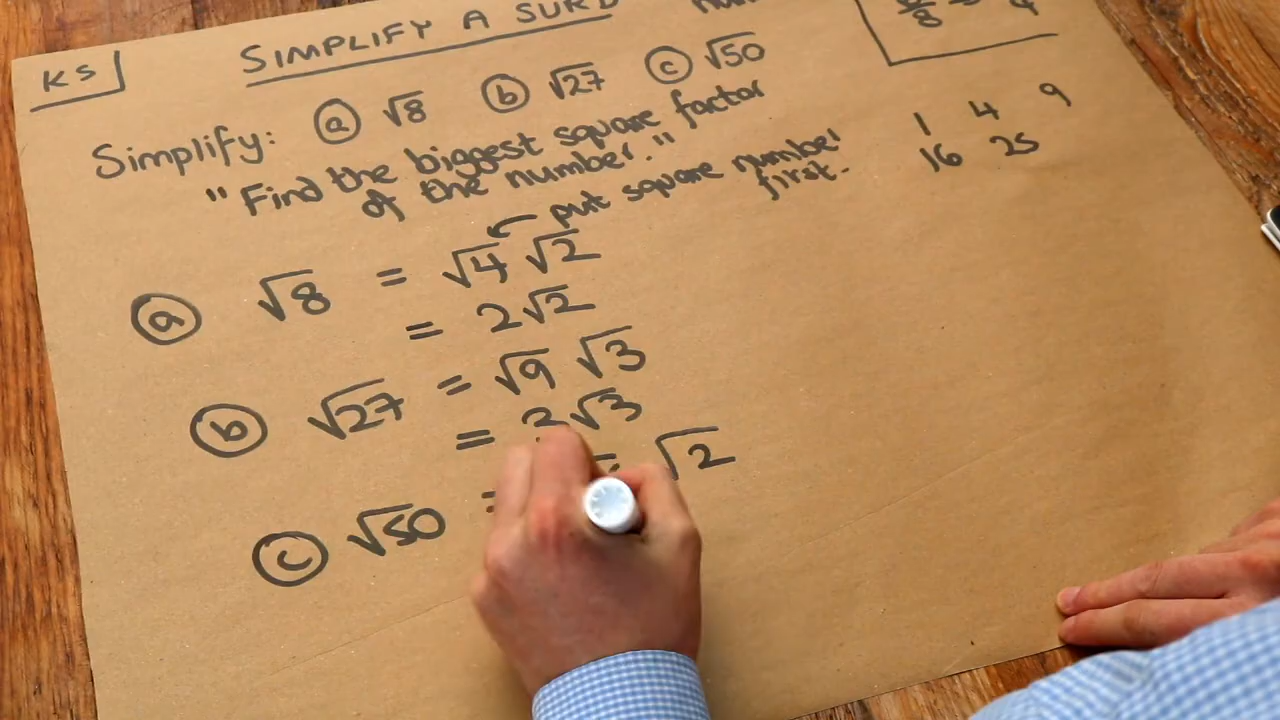 KS
SIMPLIFY A SURD
Simplify: ⓐ √8 ⓑ √27 ⓒ √50
"Find the biggest square factor
of the number."
put square number
first.
1 4 9
16 25
ⓐ √8 = √4 √2
= 2√2
ⓑ √27 = √9 √3
= 3√3
ⓒ √50 = √2